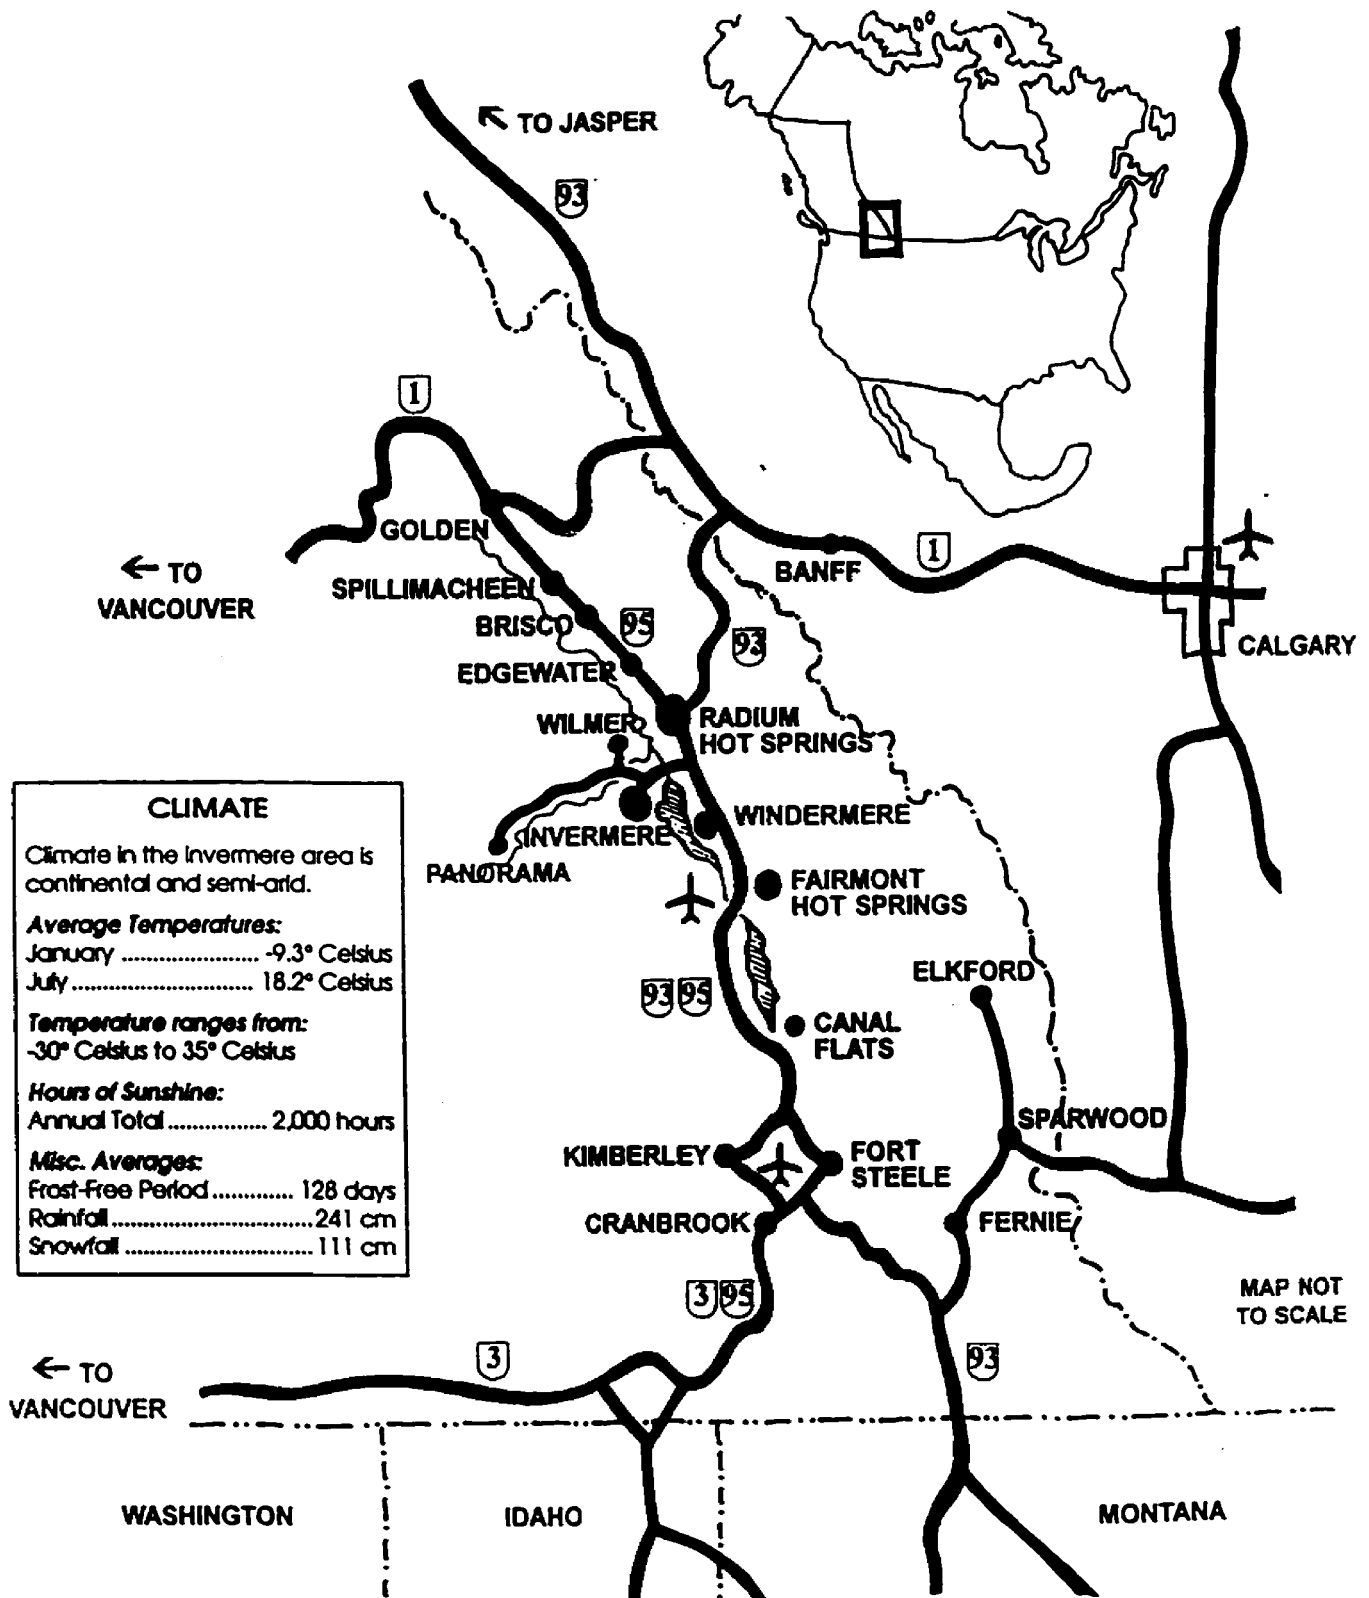 TO JASPER
93
1
GOLDEN
TO
VANCOUVER
SPILLIMACHEEN
BRISCO
95
EDGEWATER
BANFF
1
93
CALGARY
WILMER
RADIUM
HOT SPRINGS
INVERMERE
WINDERMERE
PANORAMA
FAIRMONT
HOT SPRINGS
93 95
ELKFORD
CANAL
FLATS
SPARWOOD
KIMBERLEY
FORT
STEELE
CRANBROOK
FERNIE
3 95
MAP NOT
TO SCALE
3
93
TO
VANCOUVER
WASHINGTON
IDAHO
MONTANA
CLIMATE
Climate in the Invermere area is
continental and semi-arid.
Average Temperatures:
January ....................... -9.3° Celsius
July .............................. 18.2° Celsius
Temperature ranges from:
-30° Celsius to 35° Celsius
Hours of Sunshine:
Annual Total ................. 2,000 hours
Misc. Averages:
Frost-Free Period ............. 128 days
Rainfall .................................. 241 cm
Snowfall ................................ 111 cm